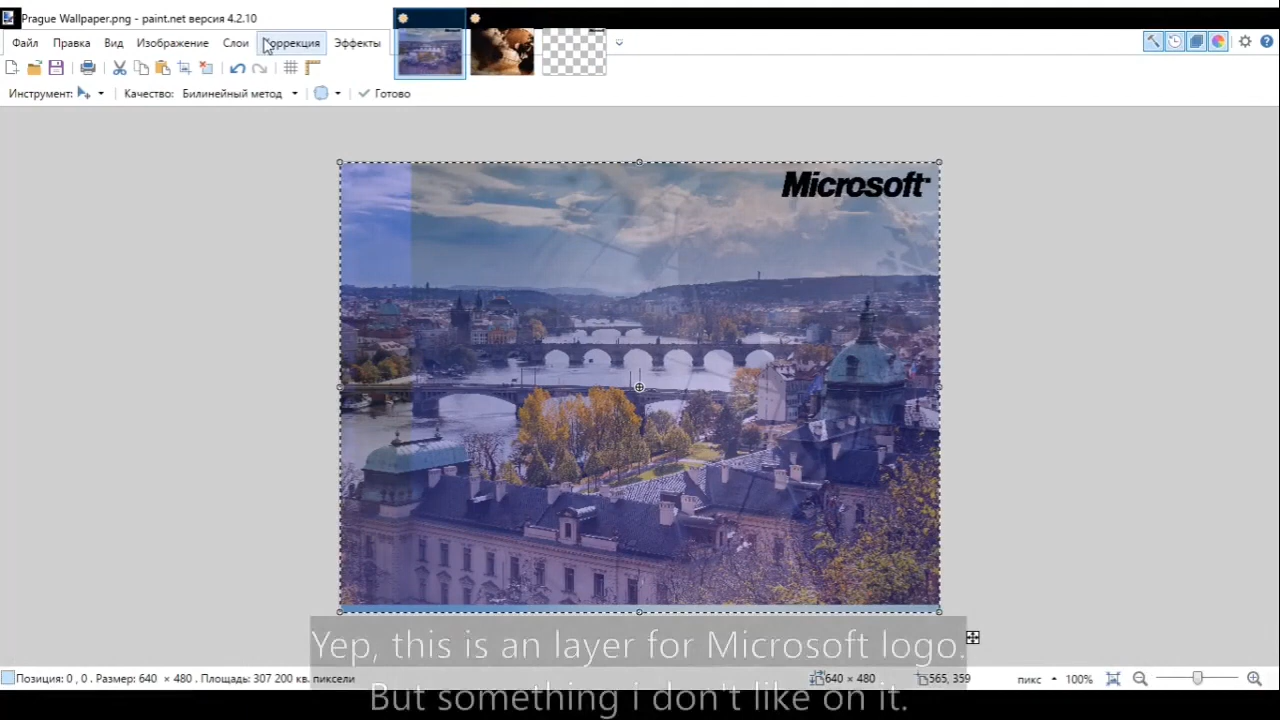 Prague Wallpaper.png - paint.net версия 4.2.10
Файл Правка Вид Изображение Слои Коррекция Эффекты
Инструмент: Качество: Билинейный метод Готово
Microsoft
Yep, this is an layer for Microsoft logo.
Позиция: 0 , 0 . Размер: 640 × 480 . Площадь: 307 200 кв. пиксели 640 × 480 565, 359 пикс 100%
But something i don't like on it.